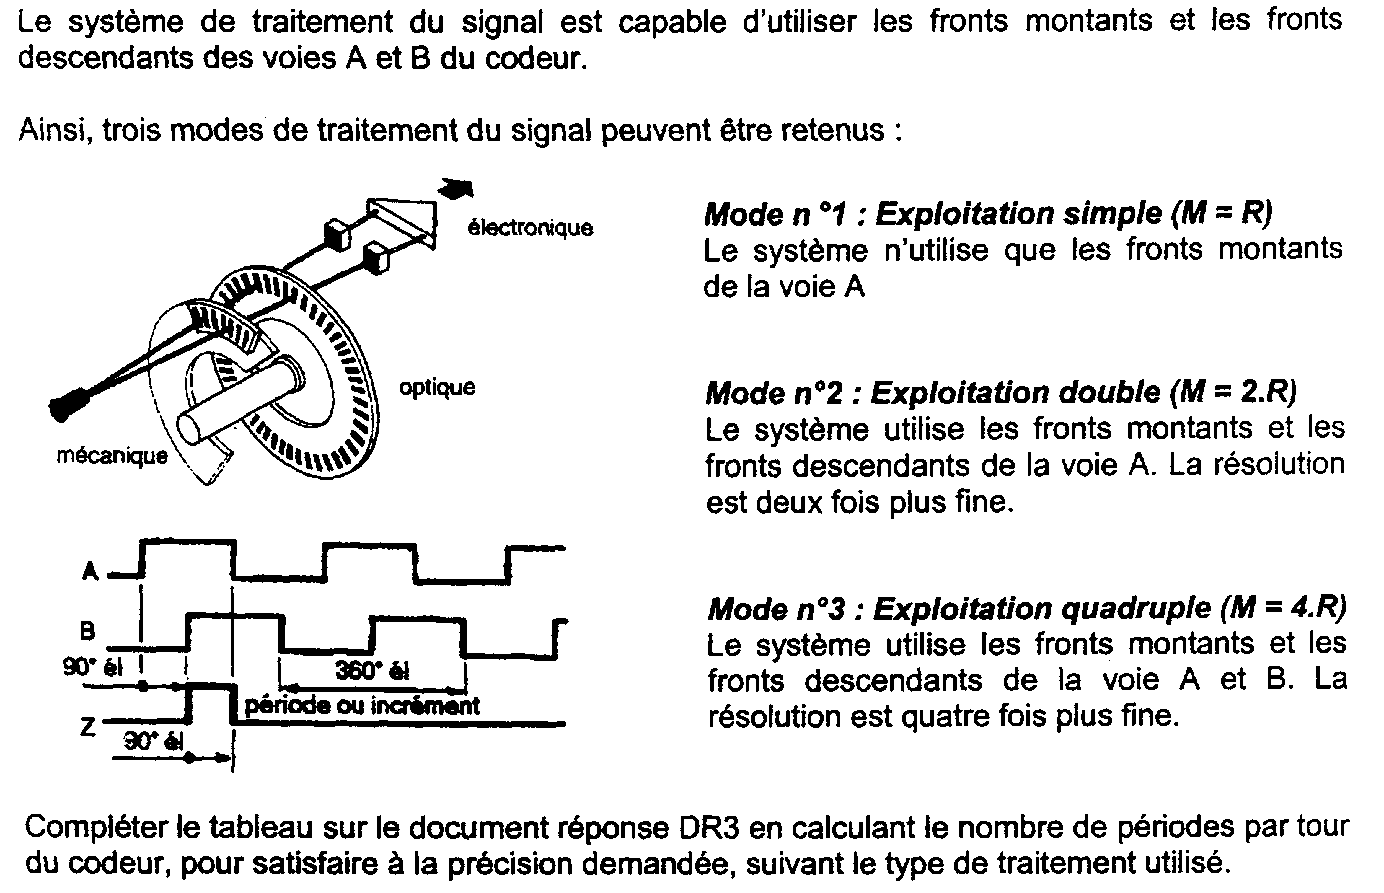 Le système de traitement du signal est capable d'utiliser les fronts montants et les fronts
descendants des voies A et B du codeur.
Ainsi, trois modes de traitement du signal peuvent être retenus :
électronique
optique
mécanique
Mode n °1 : Exploitation simple (M = R)
Le système n'utilise que les fronts montants
de la voie A
Mode n°2 : Exploitation double (M = 2.R)
Le système utilise les fronts montants et les
fronts descendants de la voie A. La résolution
est deux fois plus fine.
A
B
90° él
360° él
période ou incrément
Z
90° él
Mode n°3 : Exploitation quadruple (M = 4.R)
Le système utilise les fronts montants et les
fronts descendants de la voie A et B. La
résolution est quatre fois plus fine.
Compléter le tableau sur le document réponse DR3 en calculant le nombre de périodes par tour
du codeur, pour satisfaire à la précision demandée, suivant le type de traitement utilisé.